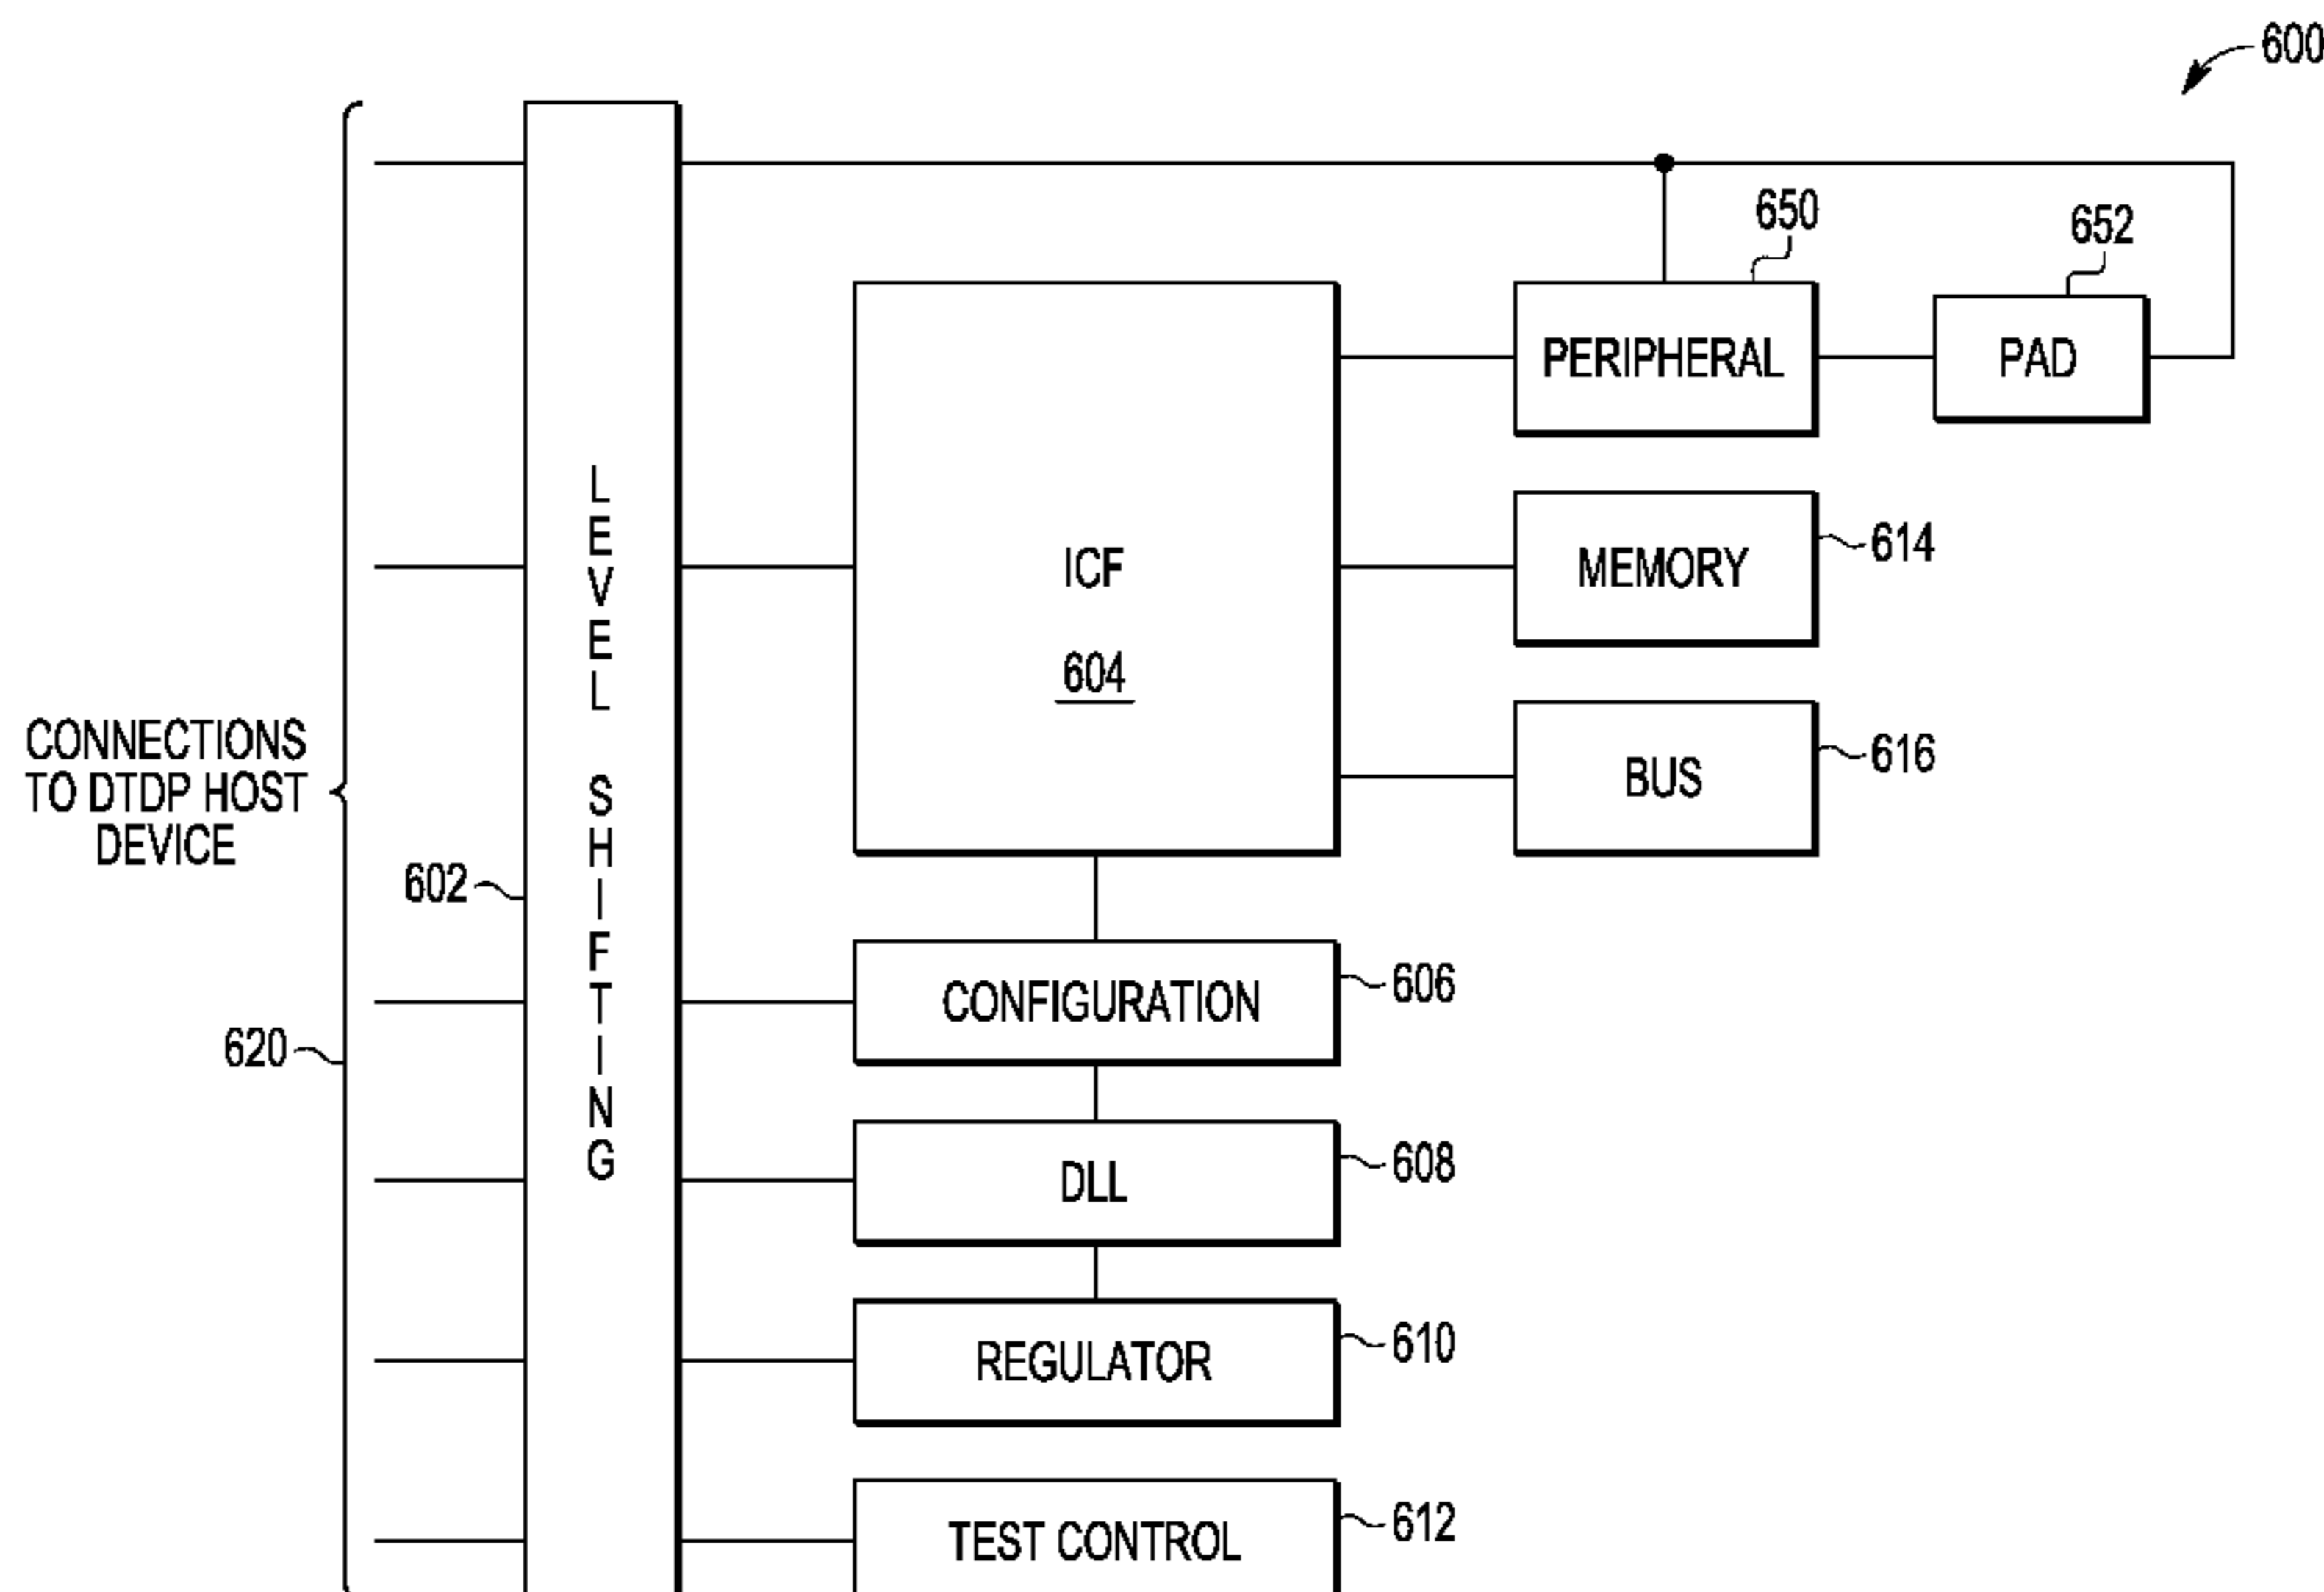 600
650
652
PERIPHERAL
PAD
LEVEL SHIFTING
614
ICF
MEMORY
604
CONNECTIONS
TO DTDP HOST
DEVICE
616
BUS
602
606
CONFIGURATION
620
608
DLL
610
REGULATOR
612
TEST CONTROL